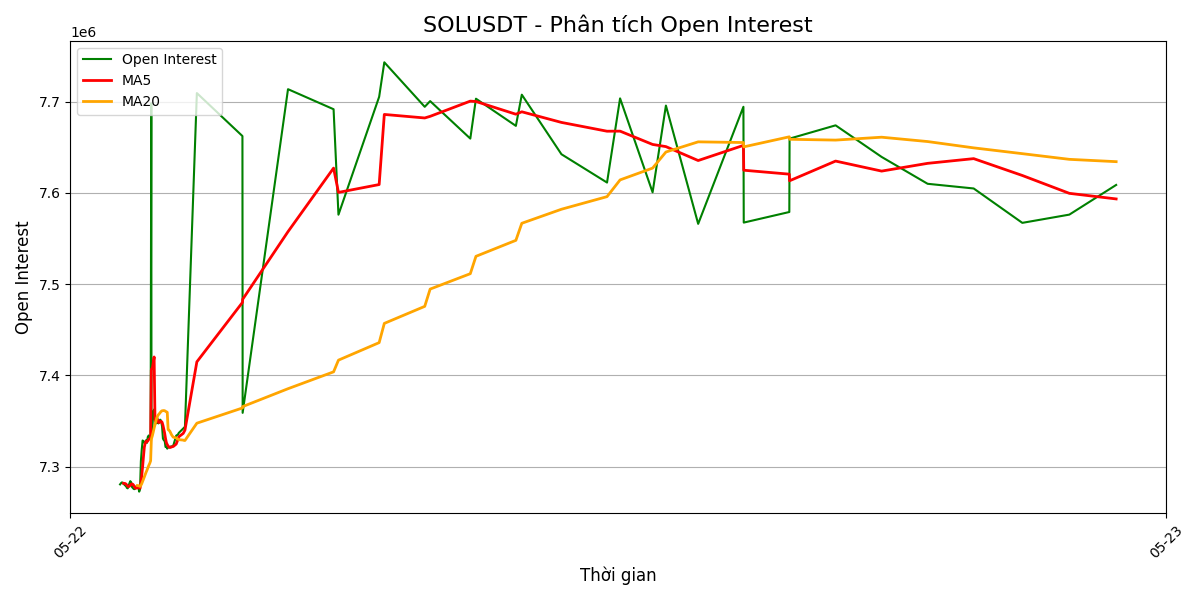 SOLUSDT - Phân tích Open Interest
1e6
Open Interest
MA5
MA20
7.7
7.6
7.5
7.4
7.3
Open Interest
05-22
05-23
Thời gian